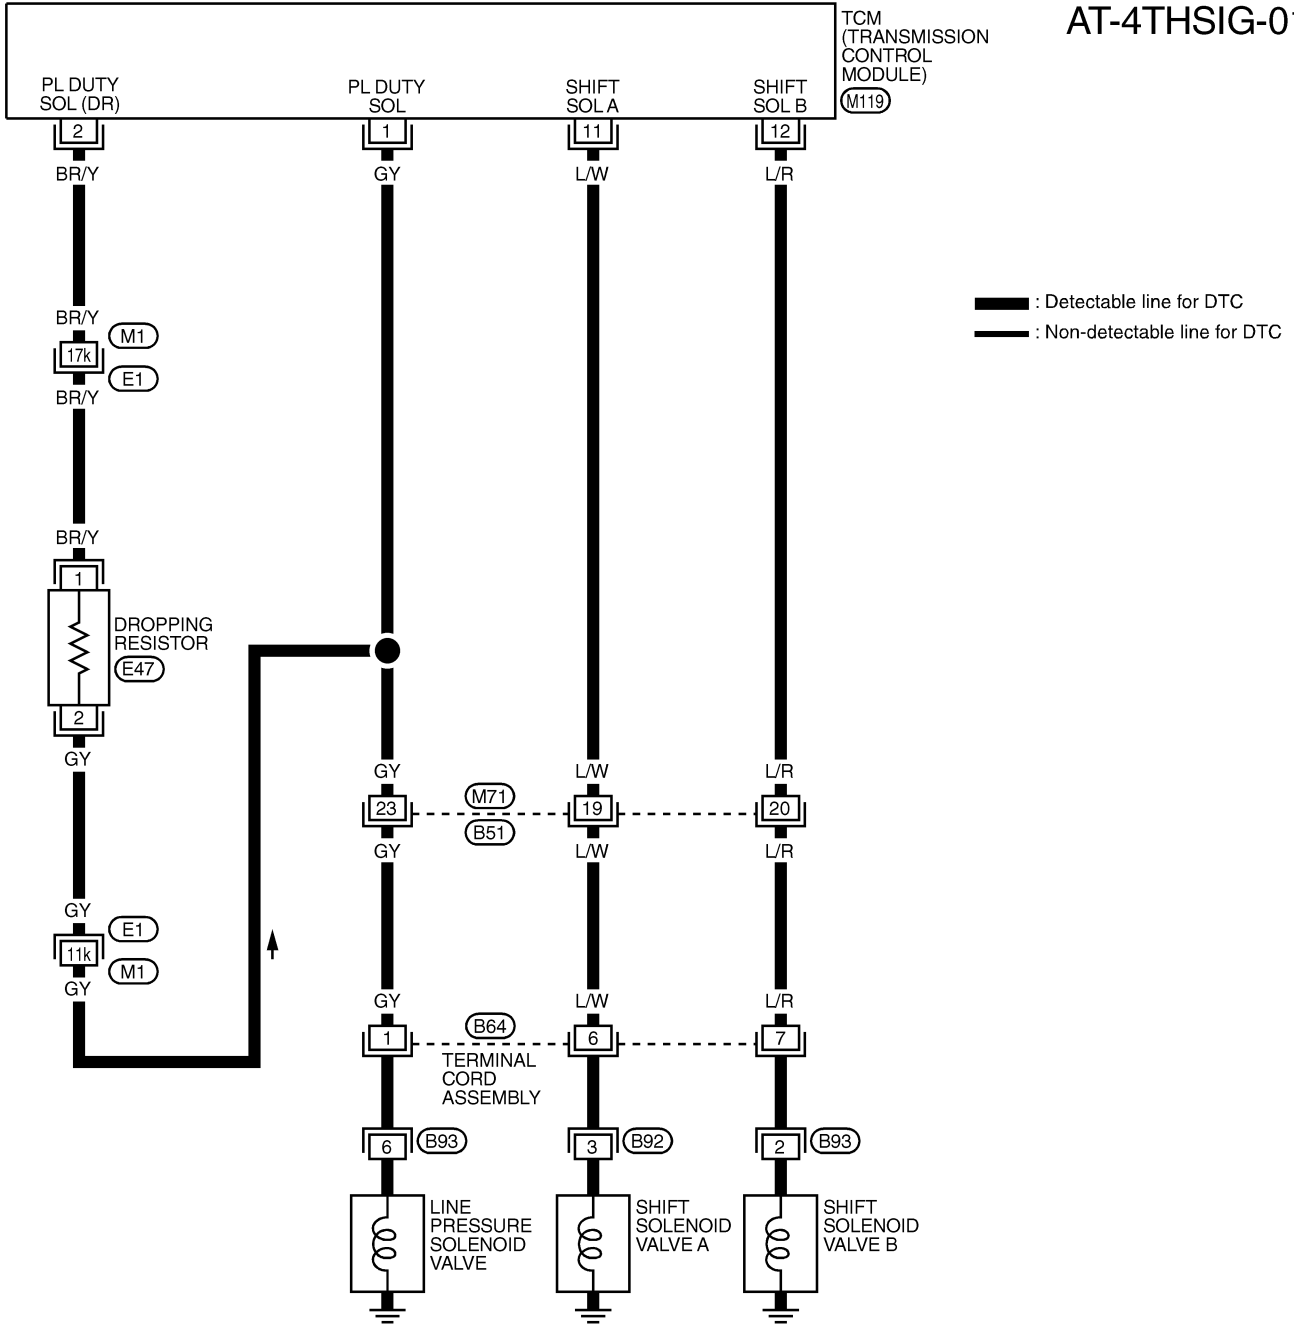 AT-4THSIG-01
TCM
(TRANSMISSION
CONTROL
MODULE)
M119
PL DUTY
SOL (DR)
PL DUTY
SOL
SHIFT
SOL A
SHIFT
SOL B
2
1
11
12
BR/Y
GY
L/W
L/R
: Detectable line for DTC
: Non-detectable line for DTC
BR/Y
M1
17k
E1
BR/Y
BR/Y
1
DROPPING
RESISTOR
E47
2
GY
GY
L/W
L/R
23
M71
B51
19
20
GY
L/W
L/R
GY
E1
11k
M1
GY
GY
L/W
L/R
1
B64
6
7
TERMINAL
CORD
ASSEMBLY
6
B93
3
B92
2
B93
LINE
PRESSURE
SOLENOID
VALVE
SHIFT
SOLENOID
VALVE A
SHIFT
SOLENOID
VALVE B